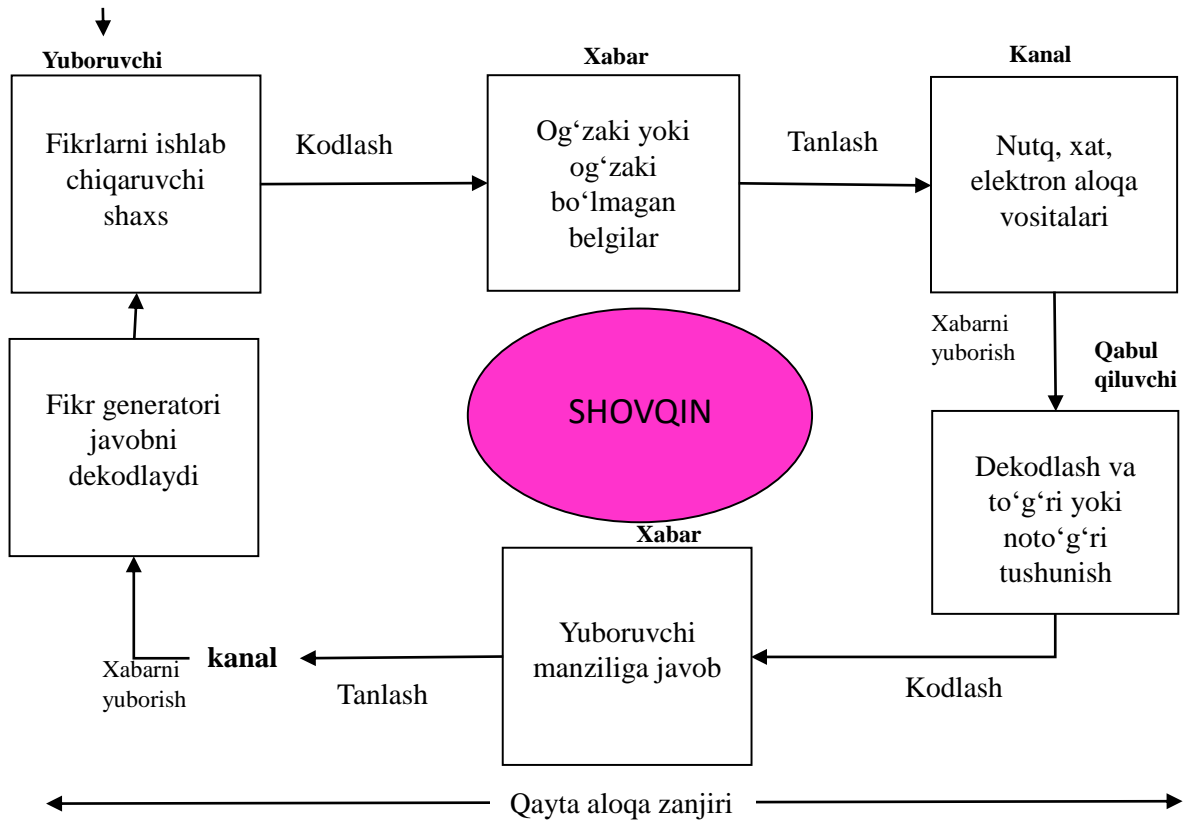 Yuboruvchi
Xabar
Kanal
Fikrlarni ishlab
chiqaruvchi
shaxs
Kodlash
Og‘zaki yoki
og‘zaki
bo‘lmagan
belgilar
Tanlash
Nutq, xat,
elektron aloqa
vositalari
Xabarni
yuborish
Qabul
qiluvchi
Fikr generatori
javobni
dekodlaydi
SHOVQIN
Dekodlash va
to‘g‘ri yoki
noto‘g‘ri
tushunish
Xabar
Yuboruvchi
manziliga javob
Kodlash
Tanlash
kanal
Xabarni
yuborish
Qayta aloqa zanjiri